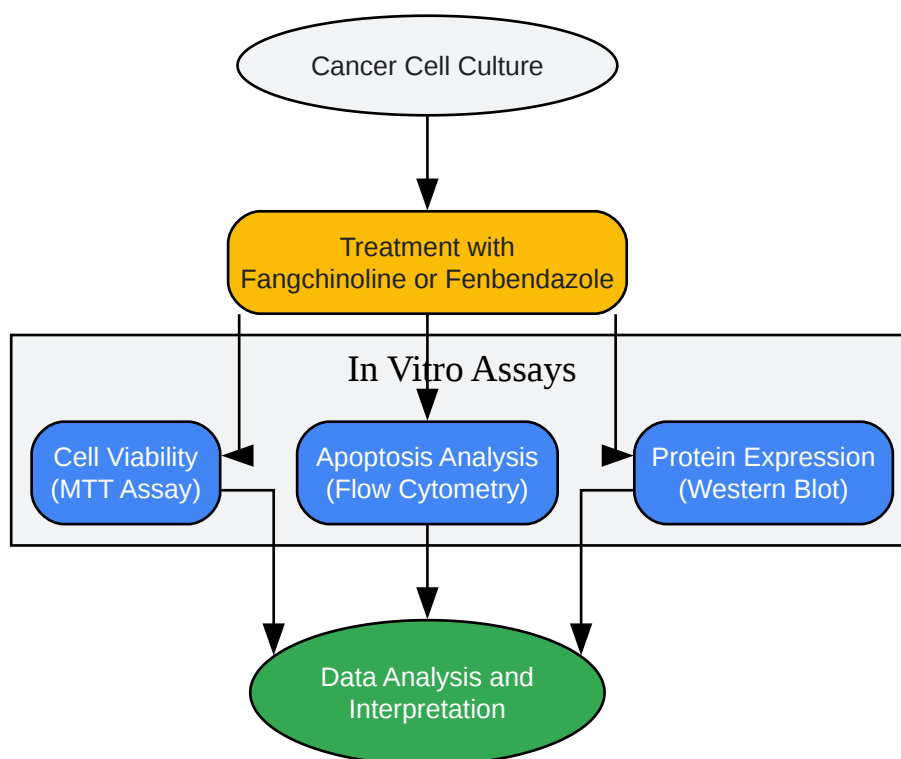 Cancer Cell Culture
Treatment with
Fangchinoline or Fenbendazole
In Vitro Assays
Cell Viability
(MTT Assay)
Apoptosis Analysis
(Flow Cytometry)
Protein Expression
(Western Blot)
Data Analysis and
Interpretation